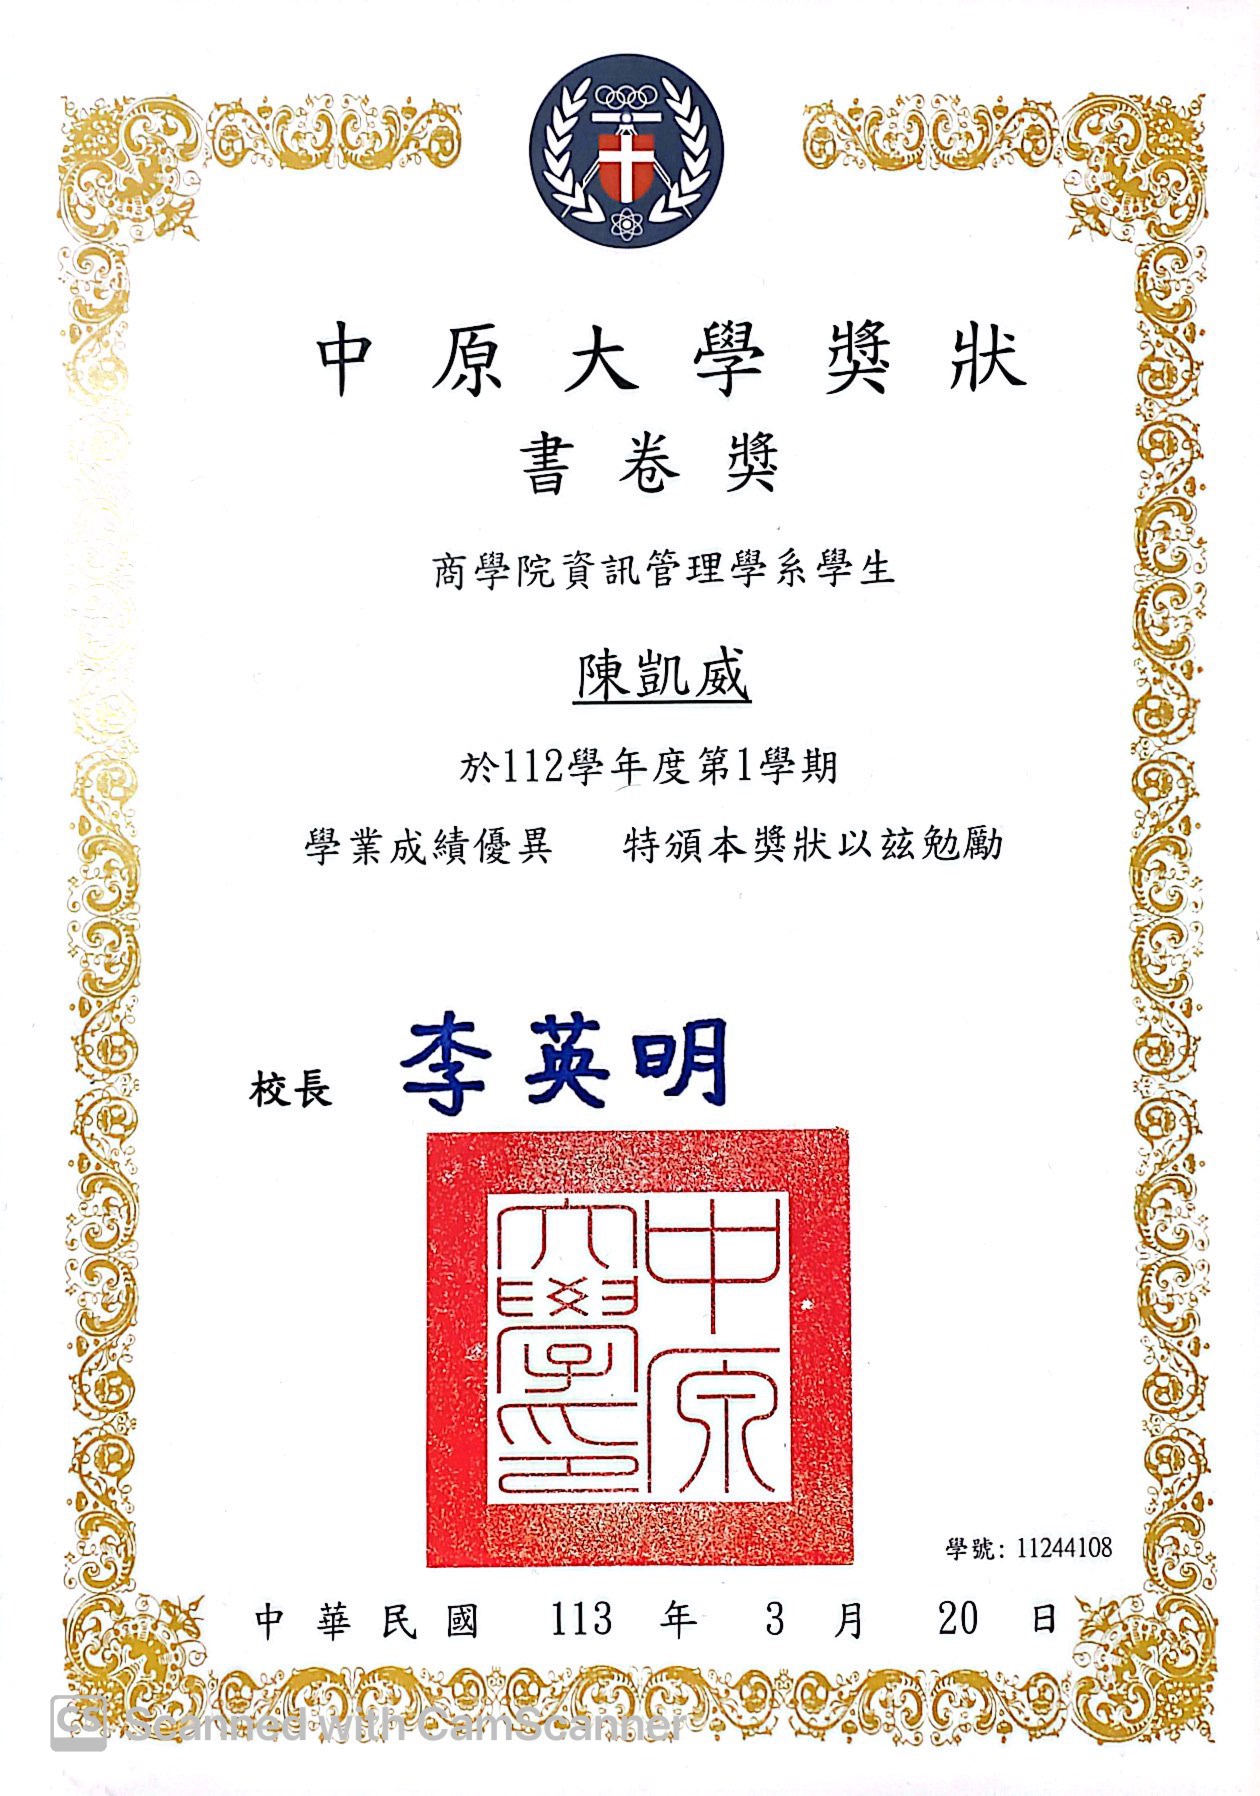 中原大學獎狀
書卷獎
商學院資訊管理學系學生
陳凱威
於112學年度第1學期
學業成績優異 特頒本獎狀以玆勉勵
校長 李英明
中原
大學印
學號: 11244108
中華民國 113 年 3 月 20 日
CS Scanned with CamScanner